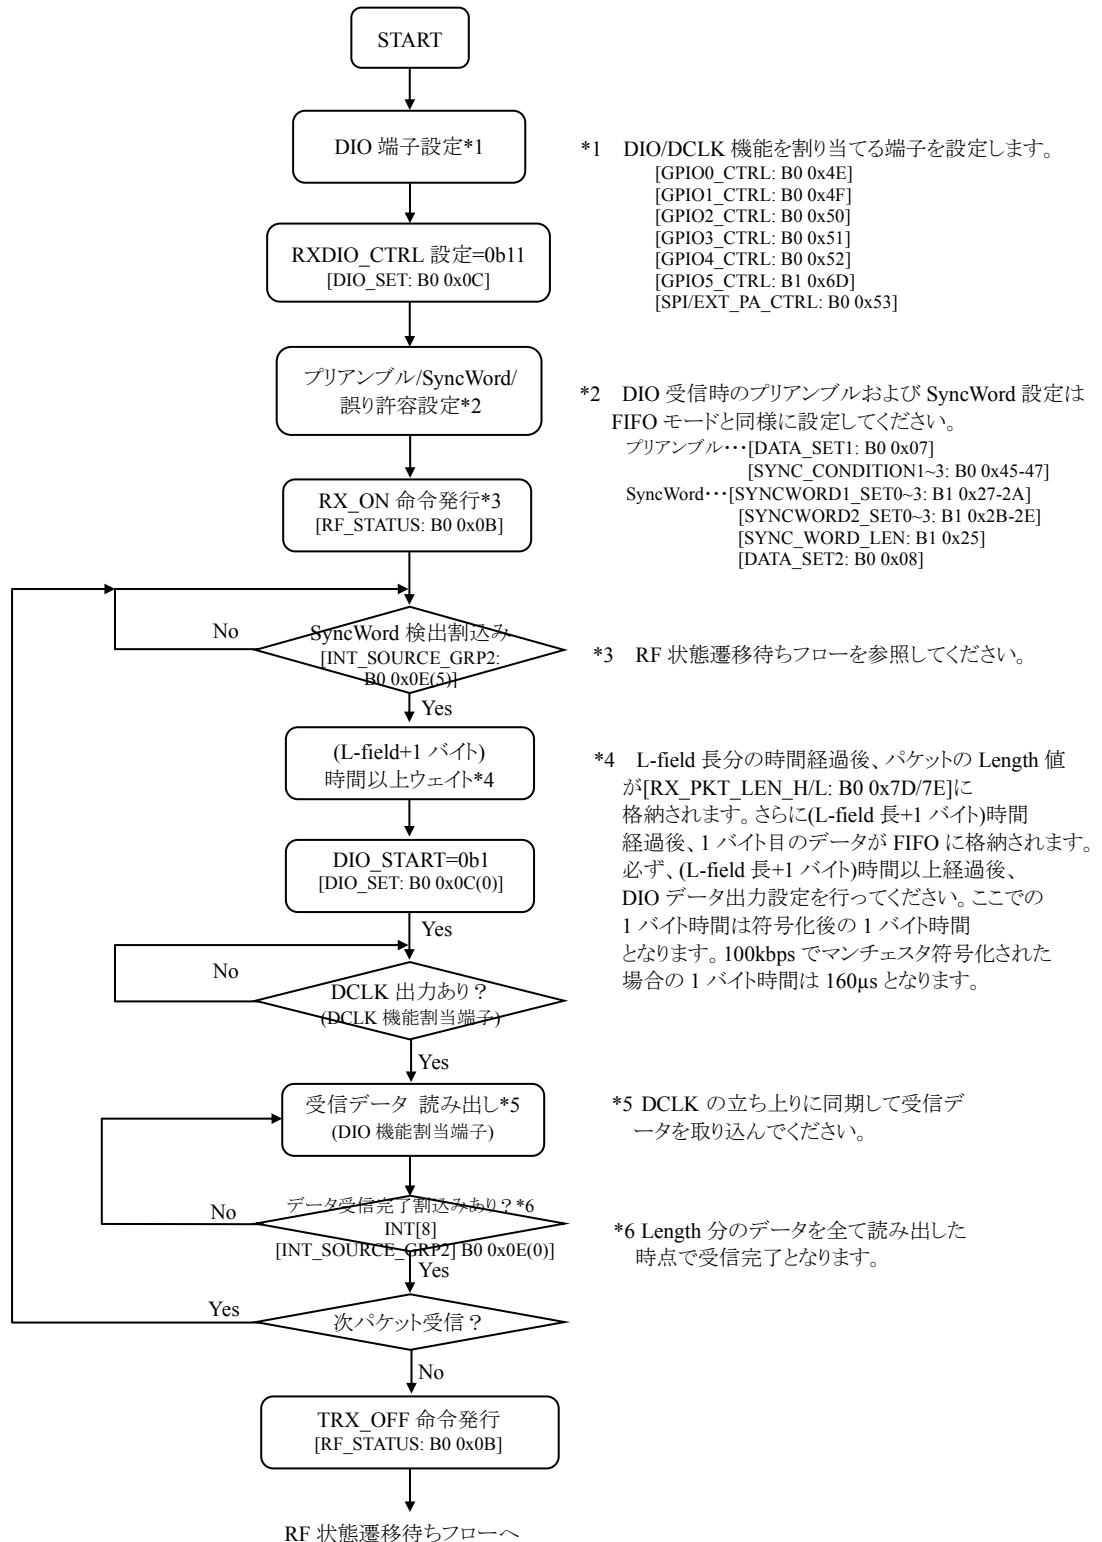 START
DIO 端子設定*1
*1 DIO/DCLK 機能を割り当てる端子を設定します。
[GPIO0_CTRL: B0 0x4E]
[GPIO1_CTRL: B0 0x4F]
[GPIO2_CTRL: B0 0x50]
[GPIO3_CTRL: B0 0x51]
[GPIO4_CTRL: B0 0x52]
[GPIO5_CTRL: B1 0x6D]
[SPI/EXT_PA_CTRL: B0 0x53]
RXDIO_CTRL 設定=0b11
[DIO_SET: B0 0x0C]
プリアンブル/SyncWord/
誤り許容設定*2
*2 DIO 受信時のプリアンブルおよび SyncWord 設定は
FIFO モードと同様に設定してください。
プリアンブル・・・[DATA_SET1: B0 0x07]
[SYNC_CONDITION1~3: B0 0x45-47]
SyncWord・・・[SYNCWORD1_SET0~3: B1 0x27-2A]
[SYNCWORD2_SET0~3: B1 0x2B-2E]
[SYNC_WORD_LEN: B1 0x25]
[DATA_SET2: B0 0x08]
RX_ON 命令発行*3
[RF_STATUS: B0 0x0B]
No
SyncWord 検出割込み
[INT_SOURCE_GRP2:
B0 0x0E(5)]
*3 RF 状態遷移待ちフローを参照してください。
Yes
(L-field+1 バイト)
時間以上ウェイト*4
*4 L-field 長分の時間経過後、パケットの Length 値
が[RX_PKT_LEN_H/L: B0 0x7D/7E]に
格納されます。さらに(L-field 長+1 バイト)時間
経過後、1 バイト目のデータが FIFO に格納されます。
必ず、(L-field 長+1 バイト)時間以上経過後、
DIO データ出力設定を行ってください。ここでの
1 バイト時間は符号化後の 1 バイト時間
となります。100kbps でマンチェスタ符号化された
場合の 1 バイト時間は 160μs となります。
DIO_START=0b1
[DIO_SET: B0 0x0C(0)]
Yes
No
DCLK 出力あり？
(DCLK 機能割当端子)
Yes
受信データ 読み出し*5
(DIO 機能割当端子)
*5 DCLK の立ち上りに同期して受信デ
ータを取り込んでください。
No
データ受信完了割込みあり？*6
INT[8]
[INT_SOURCE_GRP2] B0 0x0E(0)]
*6 Length 分のデータを全て読み出した
時点で受信完了となります。
Yes
Yes
次パケット受信？
No
TRX_OFF 命令発行
[RF_STATUS: B0 0x0B]
RF 状態遷移待ちフローへ